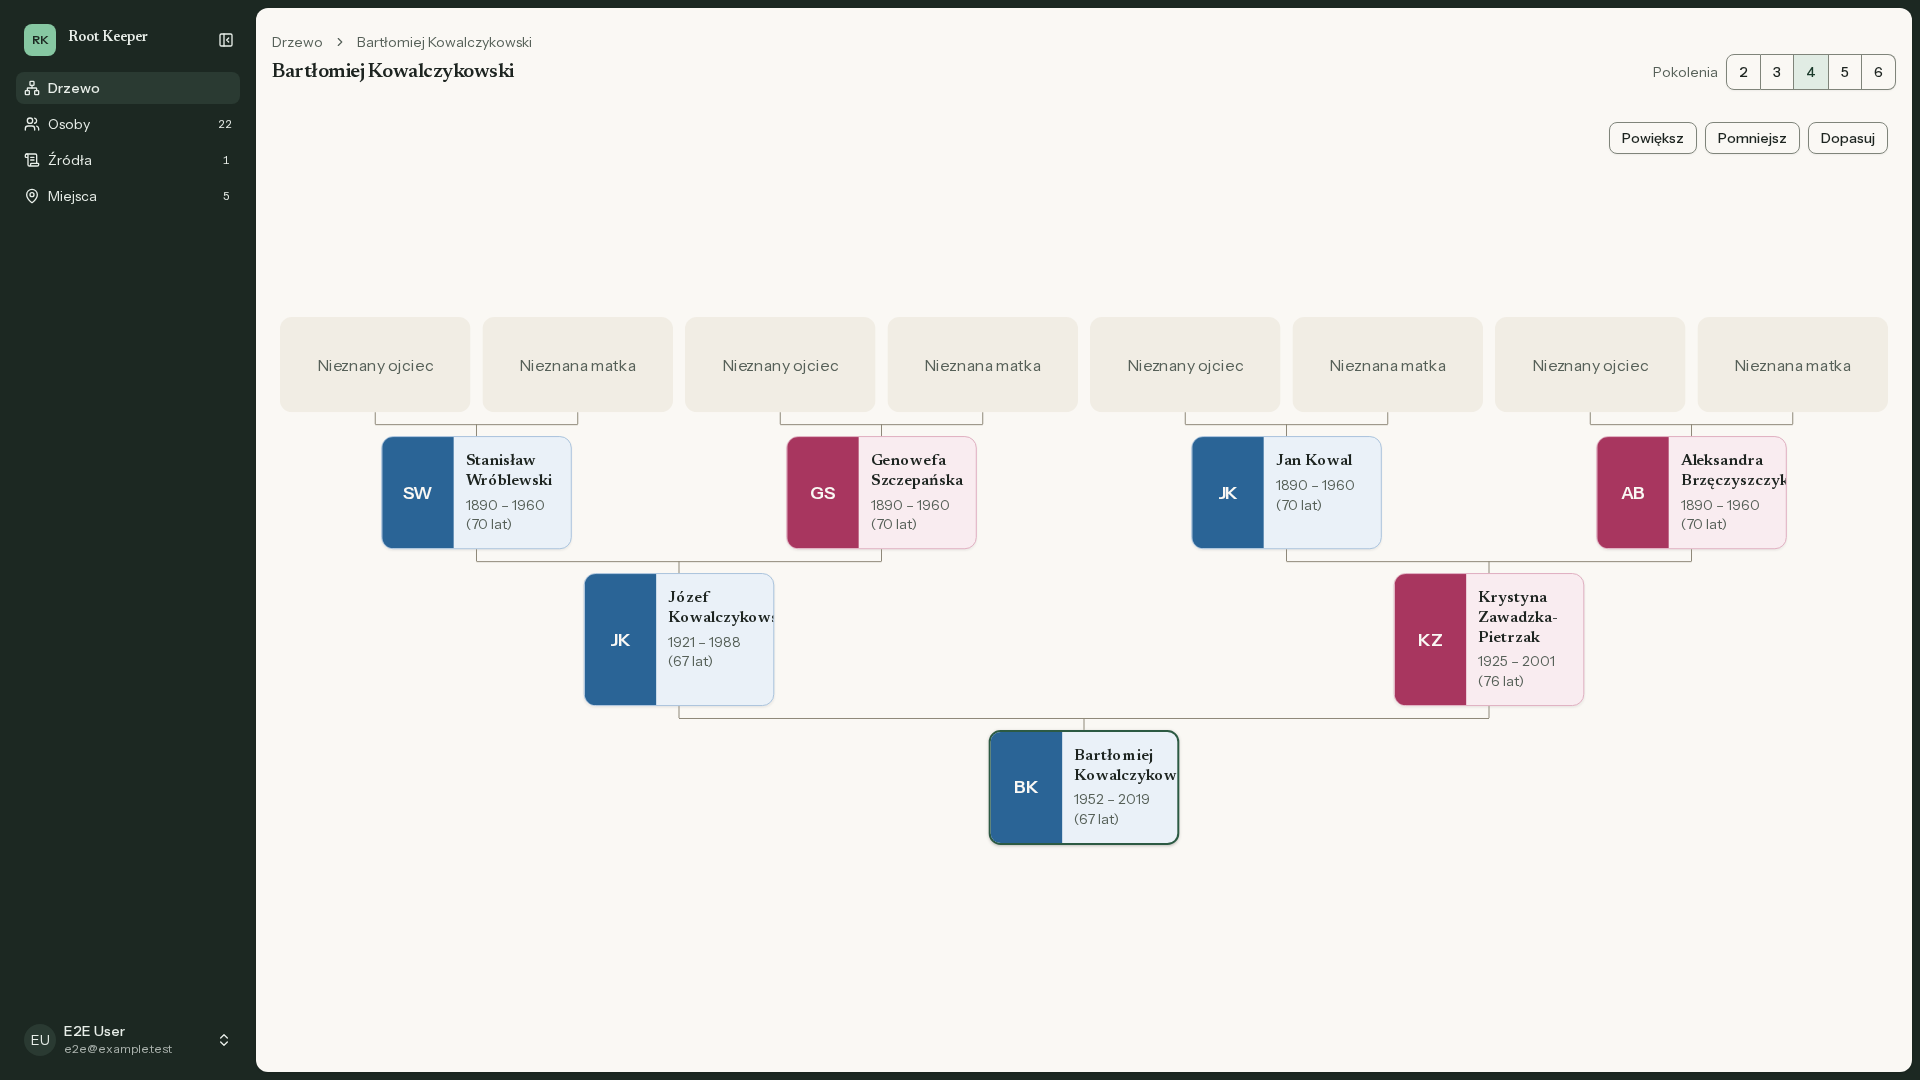 RK
Root Keeper
Drzewo
Osoby 22
Źródła 1
Miejsca 5
Drzewo > Bartłomiej Kowalczykowski
Bartłomiej Kowalczykowski
Pokolenia 2 3 4 5 6
Powiększ Pomniejsz Dopasuj
Nieznany ojciec
Nieznana matka
Nieznany ojciec
Nieznana matka
Nieznany ojciec
Nieznana matka
Nieznany ojciec
Nieznana matka
SW
Stanisław
Wróblewski
1890 – 1960
(70 lat)
GS
Genowefa
Szczepańska
1890 – 1960
(70 lat)
JK
Jan Kowal
1890 – 1960
(70 lat)
AB
Aleksandra
Brzęczyszczyk
1890 – 1960
(70 lat)
JK
Józef
Kowalczykows
1921 – 1988
(67 lat)
KZ
Krystyna
Zawadzka-
Pietrzak
1925 – 2001
(76 lat)
BK
Bartłomiej
Kowalczykow
1952 – 2019
(67 lat)
EU
E2E User
e2e@example.test